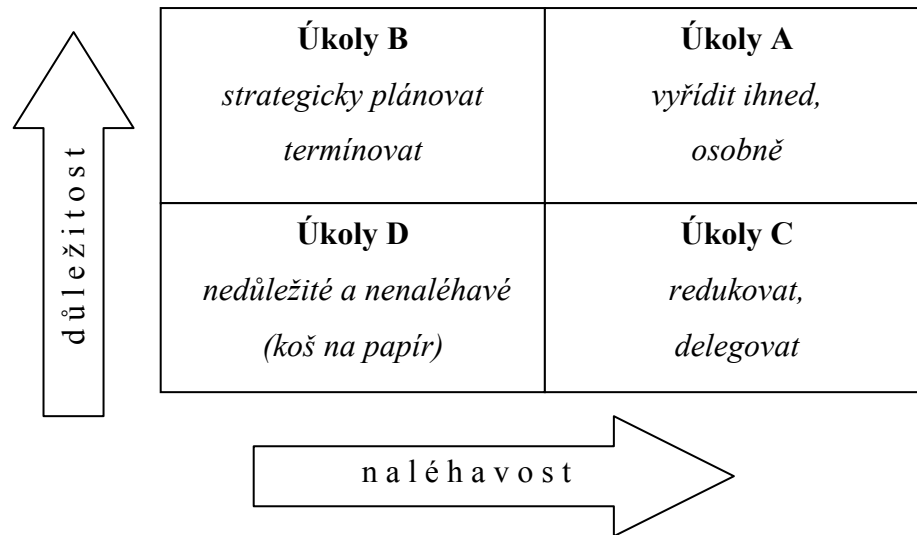 Úkoly B
strategicky plánovat
termínovat
Úkoly A
vyřídit ihned,
osobně
Úkoly D
nedůležité a nenaléhavé
(koš na papír)
Úkoly C
redukovat,
delegovat
důležitost
naléhavost